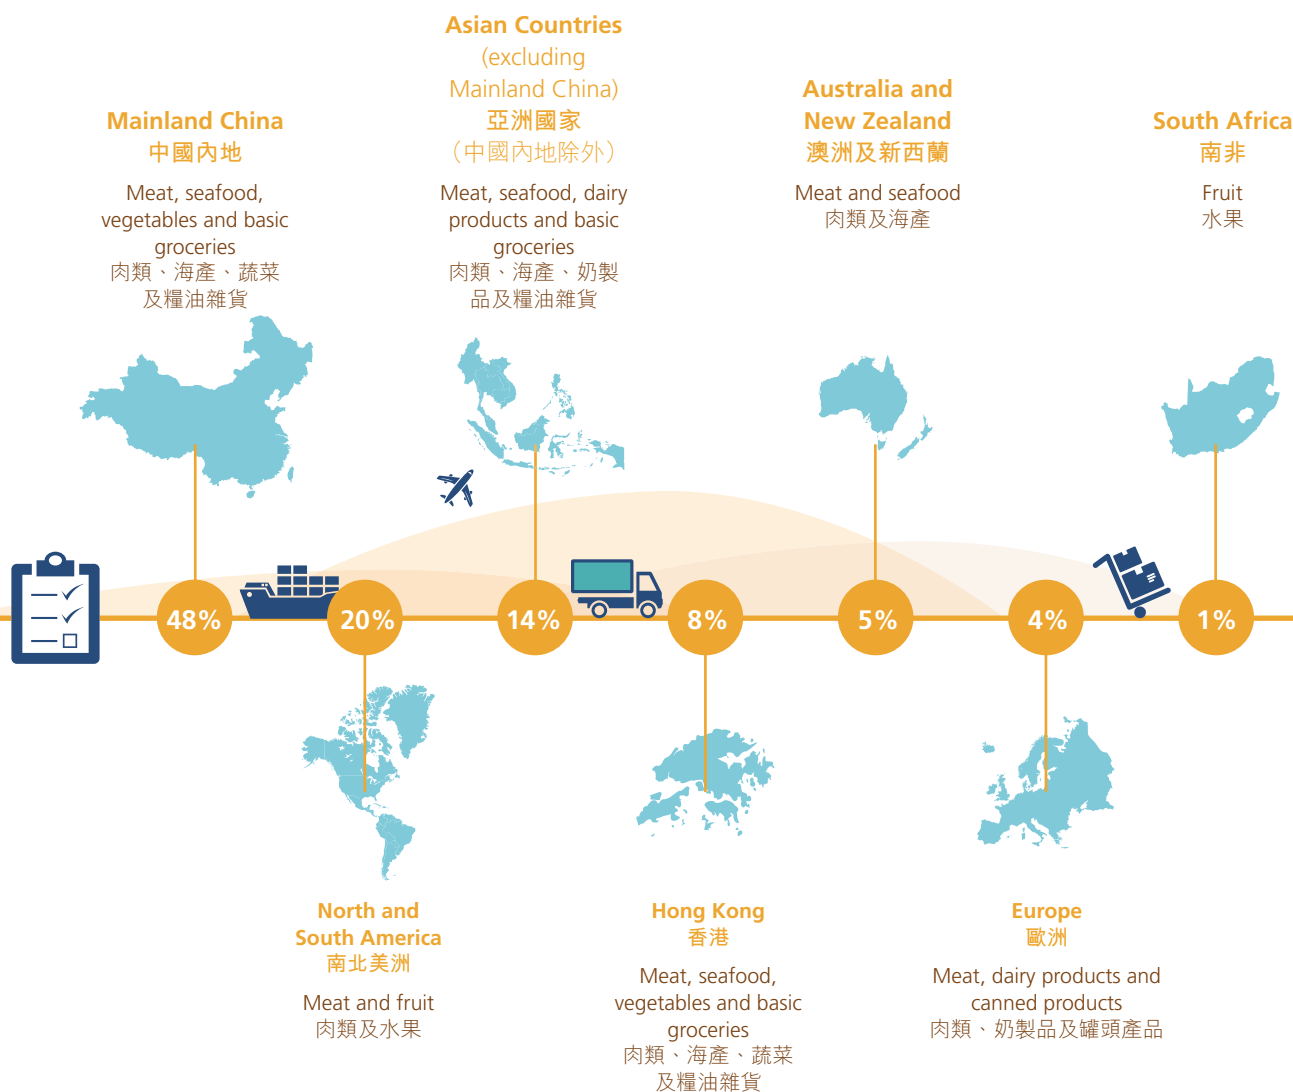 Mainland China
中國內地
Meat, seafood,
vegetables and basic
groceries
肉類、海產、蔬菜
及糧油雜貨
Asian Countries
(excluding
Mainland China)
亞洲國家
（中國內地除外）
Meat, seafood, dairy
products and basic
groceries
肉類、海產、奶製
品及糧油雜貨
Australia and
New Zealand
澳洲及新西蘭
Meat and seafood
肉類及海產
South Africa
南非
Fruit
水果
48%
20%
14%
8%
5%
4%
1%
North and
South America
南北美洲
Meat and fruit
肉類及水果
Hong Kong
香港
Meat, seafood,
vegetables and basic
groceries
肉類、海產、蔬菜
及糧油雜貨
Europe
歐洲
Meat, dairy products and
canned products
肉類、奶製品及罐頭產品